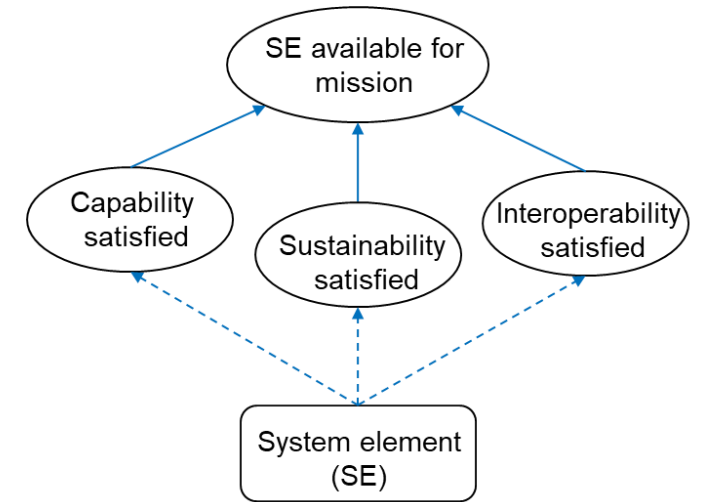 SE available for
mission
Capability
satisfied
Sustainability
satisfied
Interoperability
satisfied
System element
(SE)